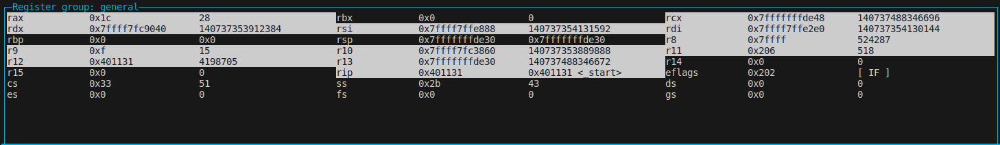 Register group: general
rax 0x1c 28 rbx 0x0 0 rcx 0x7fffffffde48 140737488346696
rdx 0x7ffff7fc9040 140737353912384 rsi 0x7ffff7ffe888 140737354131592 rdi 0x7ffff7ffe2e0 140737354130144
rbp 0x0 0x0 rsp 0x7fffffffde30 0x7fffffffde30 r8 0x7ffff 524287
r9 0xf 15 r10 0x7ffff7fc3860 140737353889888 r11 0x206 518
r12 0x401131 4198705 r13 0x7fffffffde30 140737488346672 r14 0x0 0
r15 0x0 0 rip 0x401131 0x401131 <_start> eflags 0x202 [ IF ]
cs 0x33 51 ss 0x2b 43 ds 0x0 0
es 0x0 0 fs 0x0 0 gs 0x0 0